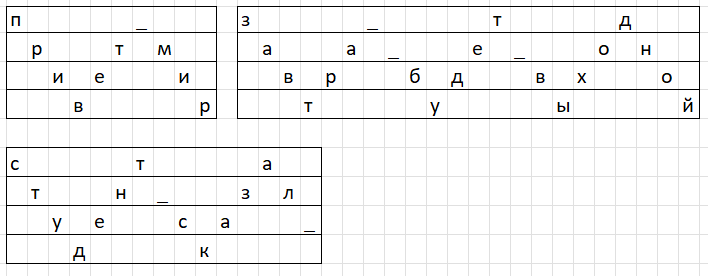 п _
р т м
и е и
в р
з _ т д
а а _ е _ о н
в р б д в х о
т у ы й
с т а
т н _ з л
у е с а _
д к